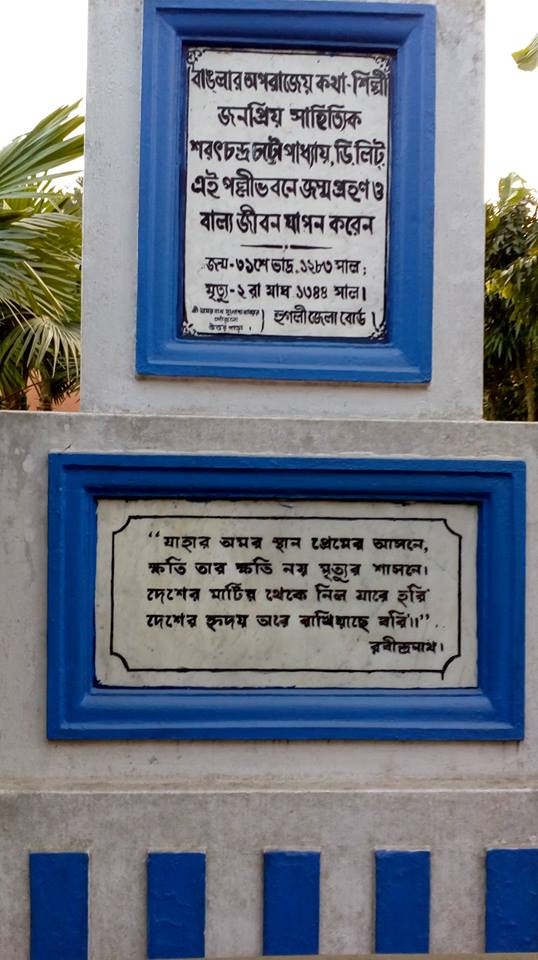 বাঙলার অপরাজেয় কথা-শিল্পী
জনপ্রিয় সাহিত্যিক
শরৎচন্দ্র চট্টোপাধ্যায়, ডি.লিট্
এই পল্লীভবনে জন্ম গ্রহণ ও
বাল্য জীবন যাপন করেন
জন্ম-৩১শে ভাদ্র, ১২৮৩ সাল;
মৃত্যু-২রা মাঘ ১৩৪৪ সাল।
হুগলী জেলা বোর্ড
"যাহার অমর স্থান প্রেমের আসনে,
ক্ষতি তার ক্ষতি নয় মৃত্যুর শাসনে।
দেশের মাটির থেকে নিল যারে হরি
দেশের হৃদয় তারে রাখিয়াছে বরি॥"
রবীন্দ্রনাথ।